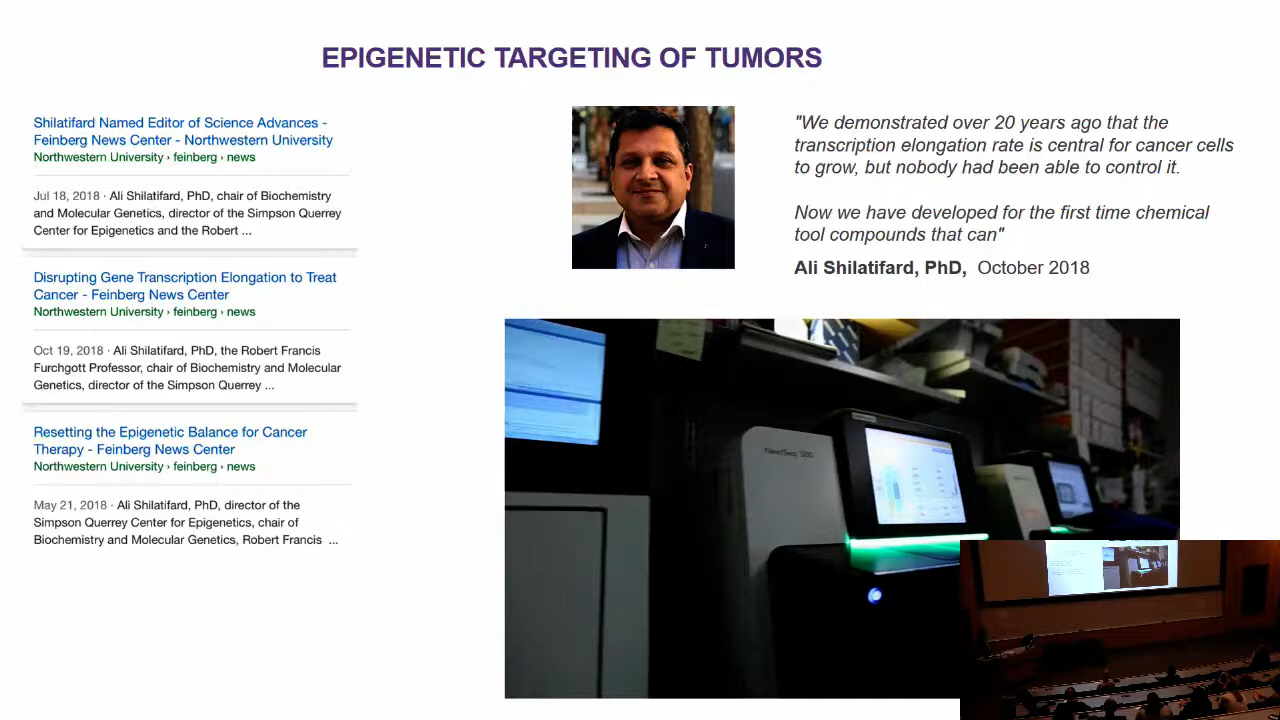 EPIGENETIC TARGETING OF TUMORS
Shilatifard Named Editor of Science Advances -
Feinberg News Center - Northwestern University
Northwestern University › feinberg › news
Jul 18, 2018 · Ali Shilatifard, PhD, chair of Biochemistry
and Molecular Genetics, director of the Simpson Querrey
Center for Epigenetics and the Robert ...
Disrupting Gene Transcription Elongation to Treat
Cancer - Feinberg News Center
Northwestern University › feinberg › news
Oct 19, 2018 · Ali Shilatifard, PhD, the Robert Francis
Furchgott Professor, chair of Biochemistry and Molecular
Genetics, director of the Simpson Querrey ...
Resetting the Epigenetic Balance for Cancer
Therapy - Feinberg News Center
Northwestern University › feinberg › news
May 21, 2018 · Ali Shilatifard, PhD, director of the
Simpson Querrey Center for Epigenetics, chair of
Biochemistry and Molecular Genetics, Robert Francis ...
"We demonstrated over 20 years ago that the
transcription elongation rate is central for cancer cells
to grow, but nobody had been able to control it.
Now we have developed for the first time chemical
tool compounds that can"
Ali Shilatifard, PhD, October 2018
NextSeq 500